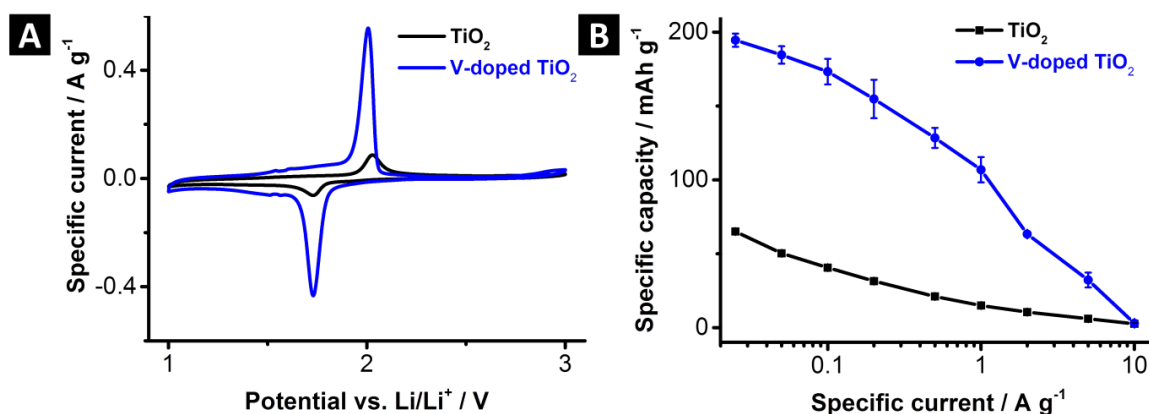 A
TiO₂
V-doped TiO₂
0.4
0.0
-0.4
Specific current / A g⁻¹
1
2
3
Potential vs. Li/Li⁺ / V
B
TiO₂
V-doped TiO₂
200
100
0
Specific capacity / mAh g⁻¹
0.1
1
10
Specific current / A g⁻¹